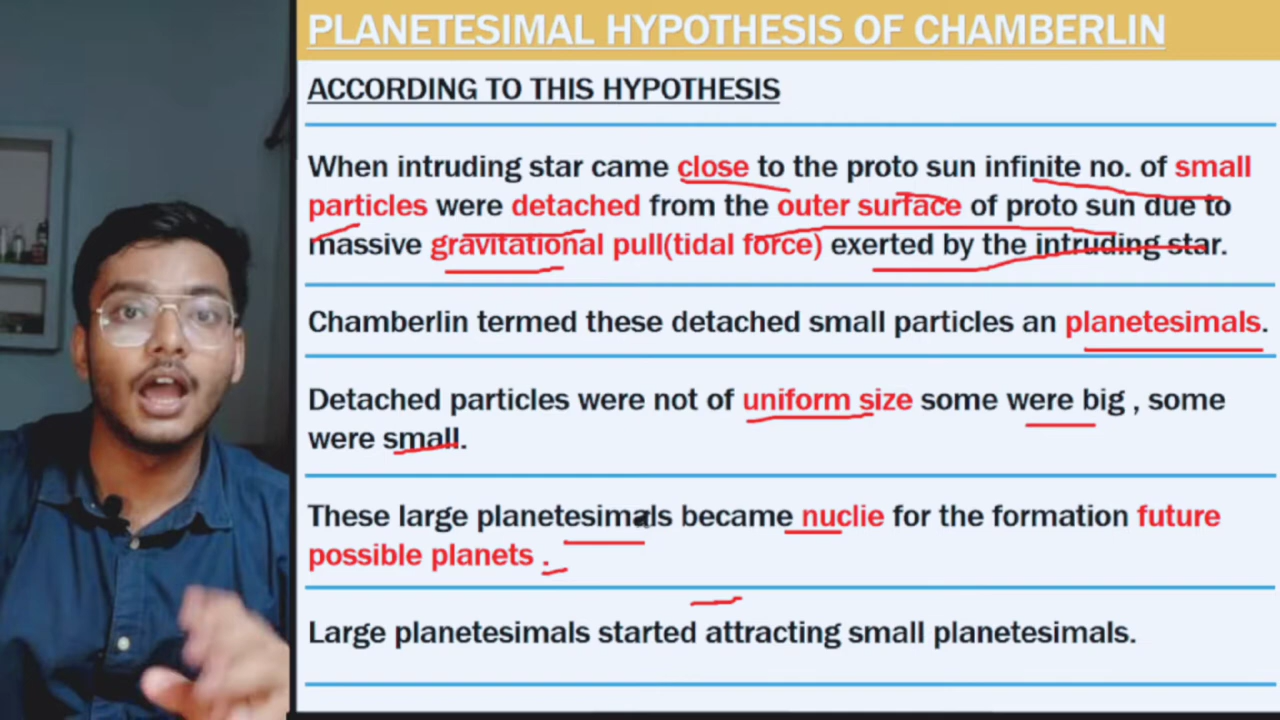 PLANETESIMAL HYPOTHESIS OF CHAMBERLIN
ACCORDING TO THIS HYPOTHESIS
When intruding star came close to the proto sun infinite no. of small
particles were detached from the outer surface of proto sun due to
massive gravitational pull(tidal force) exerted by the intruding star.
Chamberlin termed these detached small particles an planetesimals.
Detached particles were not of uniform size some were big , some
were small.
These large planetesimals became nuclie for the formation future
possible planets .
Large planetesimals started attracting small planetesimals.